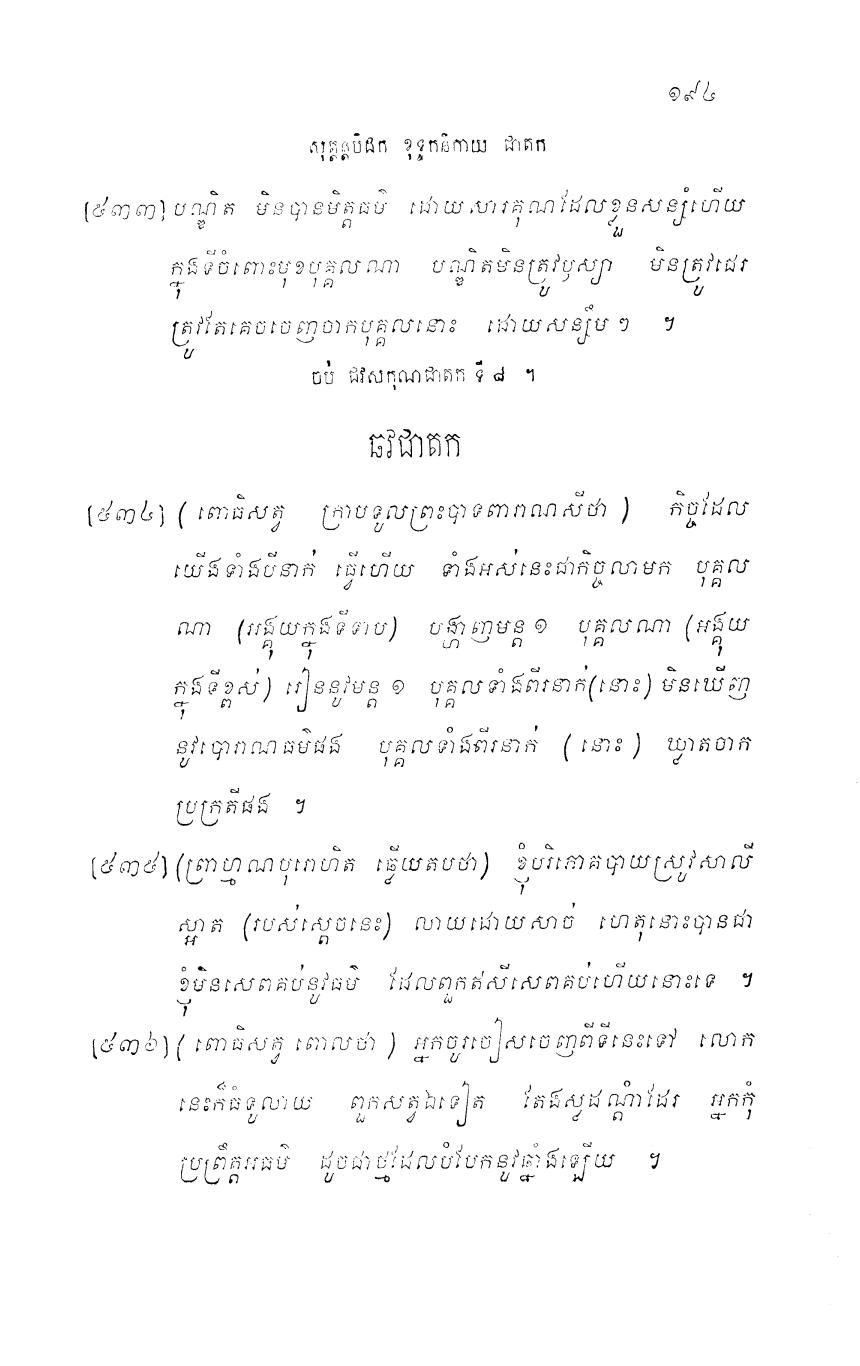 ១៩៤
សុត្តន្តបិដក ខុទ្ទកនិកាយ ជាតក
[៥៣៣] បណ្ឌិត មិនបានមិត្តធម៌ ដោយសារគុណដែលខ្លួនសន្សំហើយ
ក្នុងទីចំពោះមុខបុគ្គលណា បណ្ឌិតមិនត្រូវឫស្យា មិនត្រូវជេរ
ត្រូវតែគេចចេញចាកបុគ្គលនោះ ដោយសន្សឹម ៗ ។
ចប់ ជវសកុណជាតក ទី ៨ ។
ឆវជាតក
[៥៣៤] ( ពោធិសត្វ ក្រាបទូលព្រះបាទពារាណសីថា ) កិច្ចដែល
យើងទាំងបីនាក់ ធ្វើហើយ ទាំងអស់នេះជាកិច្ចលាមក បុគ្គល
ណា (អង្គុយក្នុងទីទាប) បង្ហាញមន្ត ១ បុគ្គលណា (អង្គុយ
ក្នុងទីខ្ពស់) រៀននូវមន្ត ១ បុគ្គលទាំងពីរនាក់(នោះ) មិនឃើញ
នូវបោរាណធម៌ផង បុគ្គលទាំងពីរនាក់ ( នោះ ) ឃ្វាតចាក
ប្រក្រតីផង ។
[៥៣៥] (ព្រាហ្មណបុរោហិត ឆ្លើយតបថា) ខ្ញុំបរិភោគបាយស្រូវសាលី
ស្អាត (របស់ស្តេចនេះ) លាយដោយសាច់ ហេតុនោះបានជា
ខ្ញុំមិនសេពគប់នូវធម៌ ដែលពួកឥសីសេពគប់ហើយនោះទេ ។
[៥៣៦] ( ពោធិសត្វ ពោលថា ) អ្នកចូរចៀសចេញពីទីនេះទៅ លោក
នេះក៏ធំទូលាយ ពួកសត្វឯទៀត តែងស្ងដណ្តាំដែរ អ្នកកុំ
ប្រព្រឹត្តអធម៌ ដូចជាថ្មដែលបំបែកនូវឆ្នាំងឡើយ ។